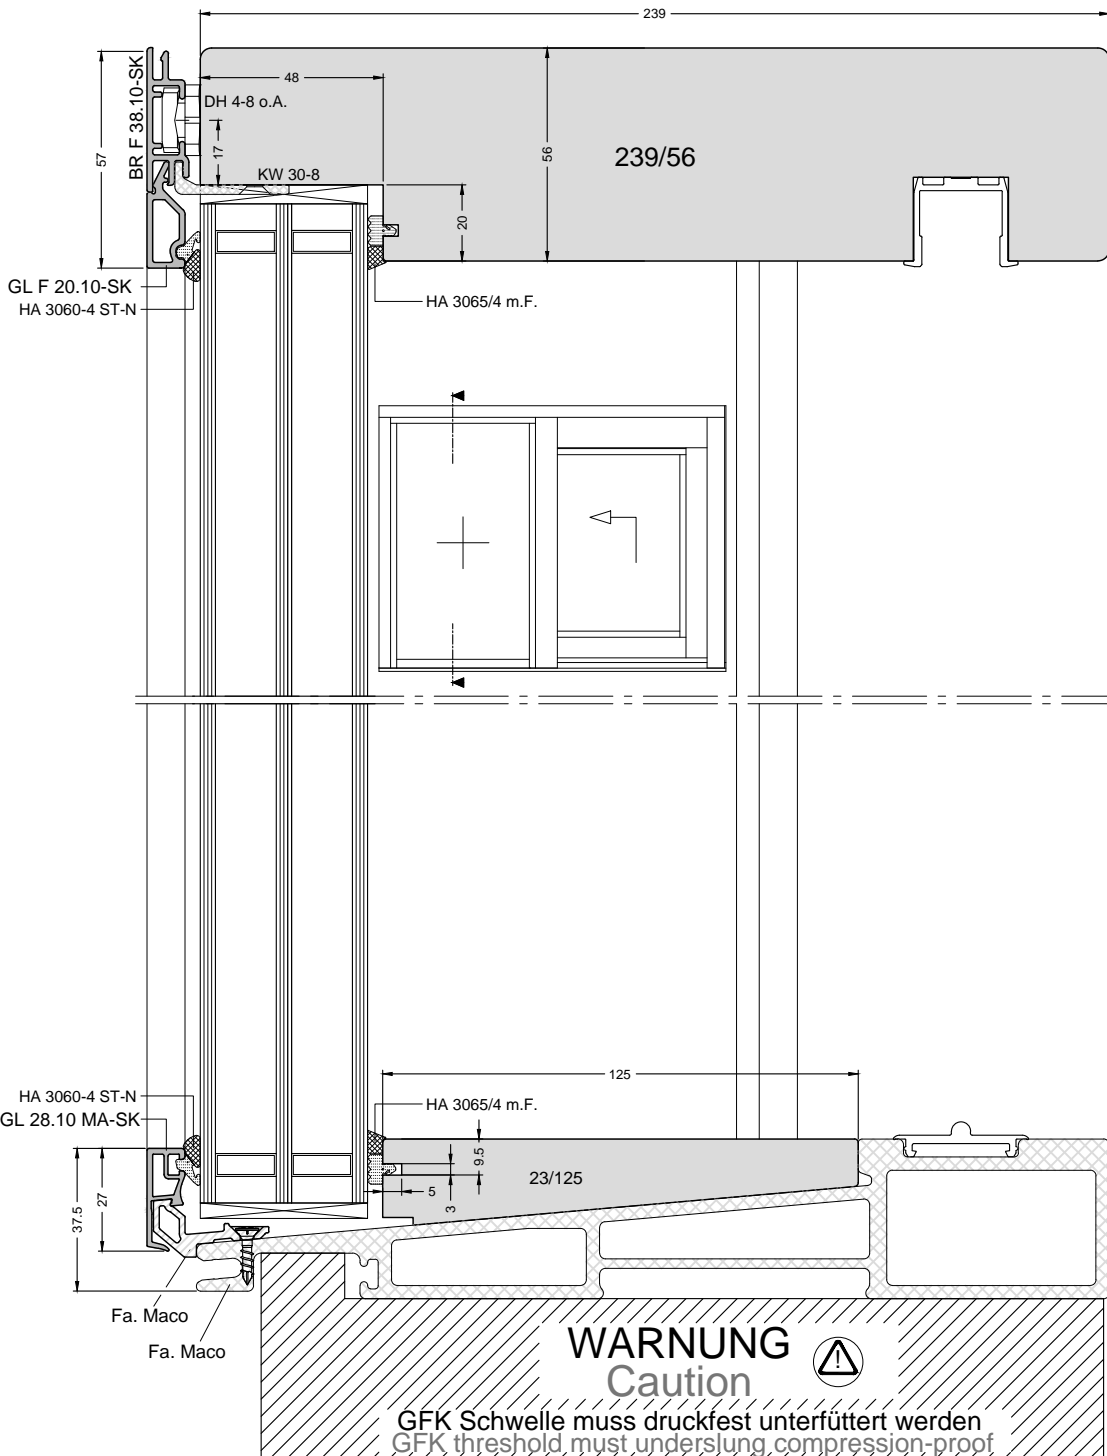 239
48
DH 4-8 o.A.
BR F 38.10-SK
57
17
56
239/56
KW 30-8
20
GL F 20.10-SK
HA 3060-4 ST-N
HA 3065/4 m.F.
125
HA 3060-4 ST-N
GL 28.10 MA-SK
HA 3065/4 m.F.
9.5
23/125
5
3
27
37.5
Fa. Maco
Fa. Maco
WARNUNG
Caution
GFK Schwelle muss druckfest unterfüttert werden
GFK threshold must underslung compression-proof